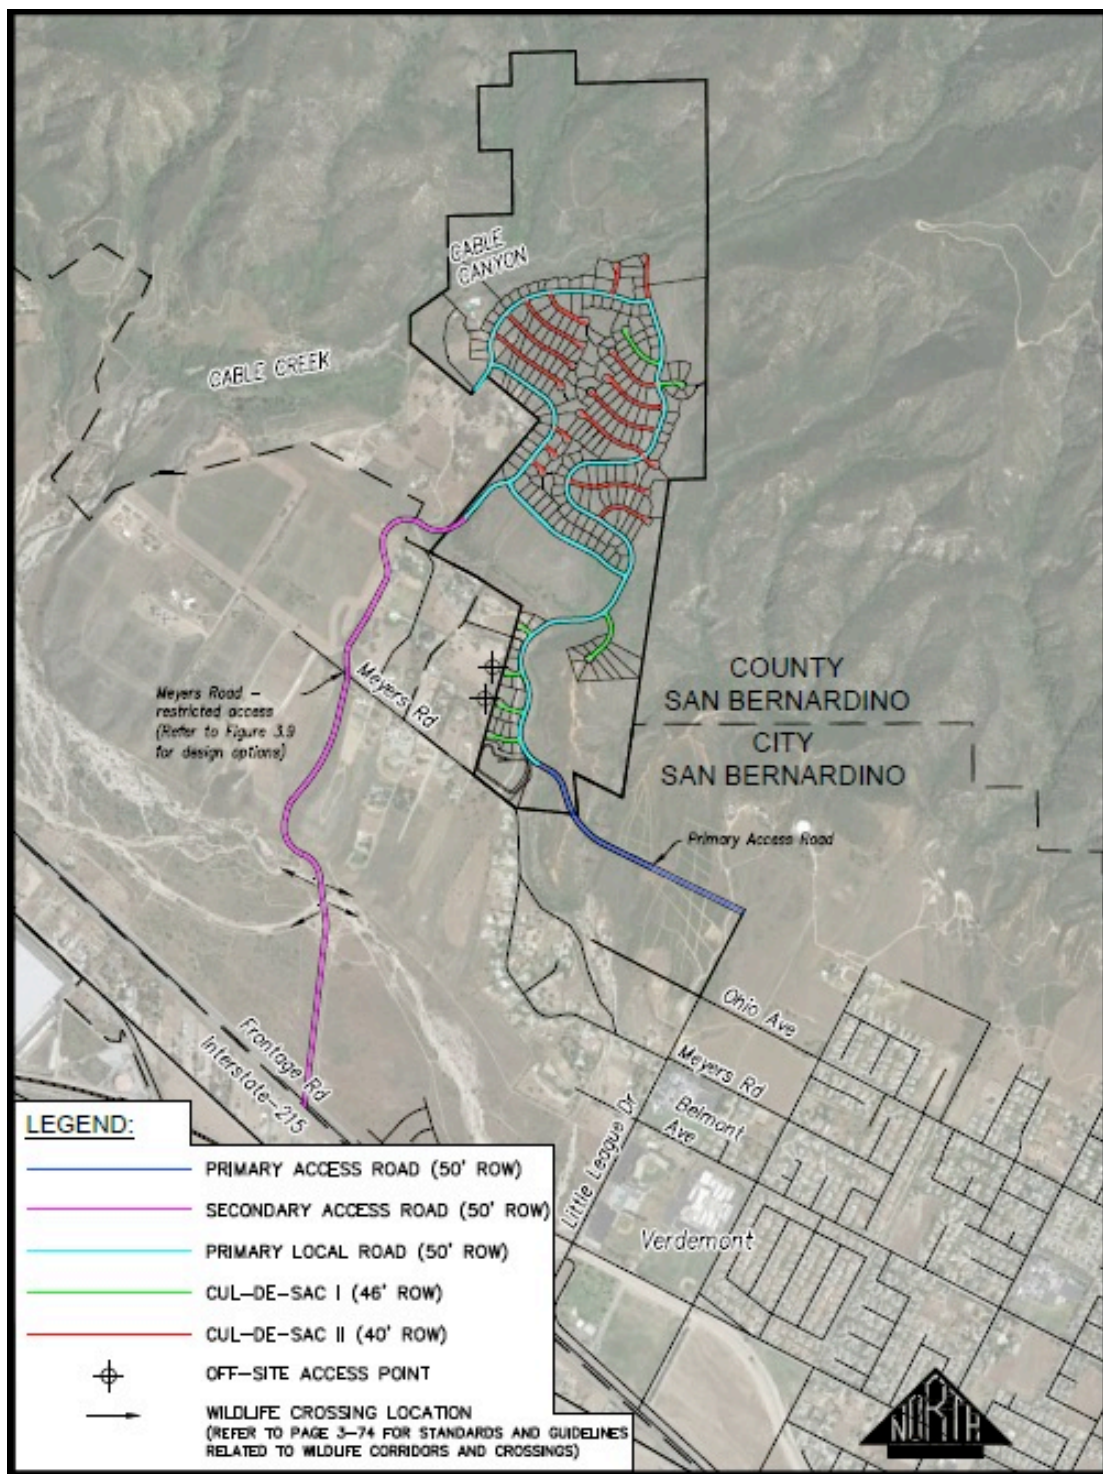 CABLE
CANYON
CABLE CREEK
COUNTY
SAN BERNARDINO
CITY
SAN BERNARDINO
Meyers Road –
restricted access
(Refer to Figure 3.9
for design options)
Meyers Rd
Primary Access Road
Ohio Ave
Meyers Rd
Belmont
Ave
Little League Dr
Verdemont
Frontage Rd
Interstate-215
LEGEND:
PRIMARY ACCESS ROAD (50' ROW)
SECONDARY ACCESS ROAD (50' ROW)
PRIMARY LOCAL ROAD (50' ROW)
CUL-DE-SAC I (46' ROW)
CUL-DE-SAC II (40' ROW)
OFF-SITE ACCESS POINT
WILDLIFE CROSSING LOCATION
(REFER TO PAGE 3-74 FOR STANDARDS AND GUIDELINES
RELATED TO WILDLIFE CORRIDORS AND CROSSINGS)
NORTH